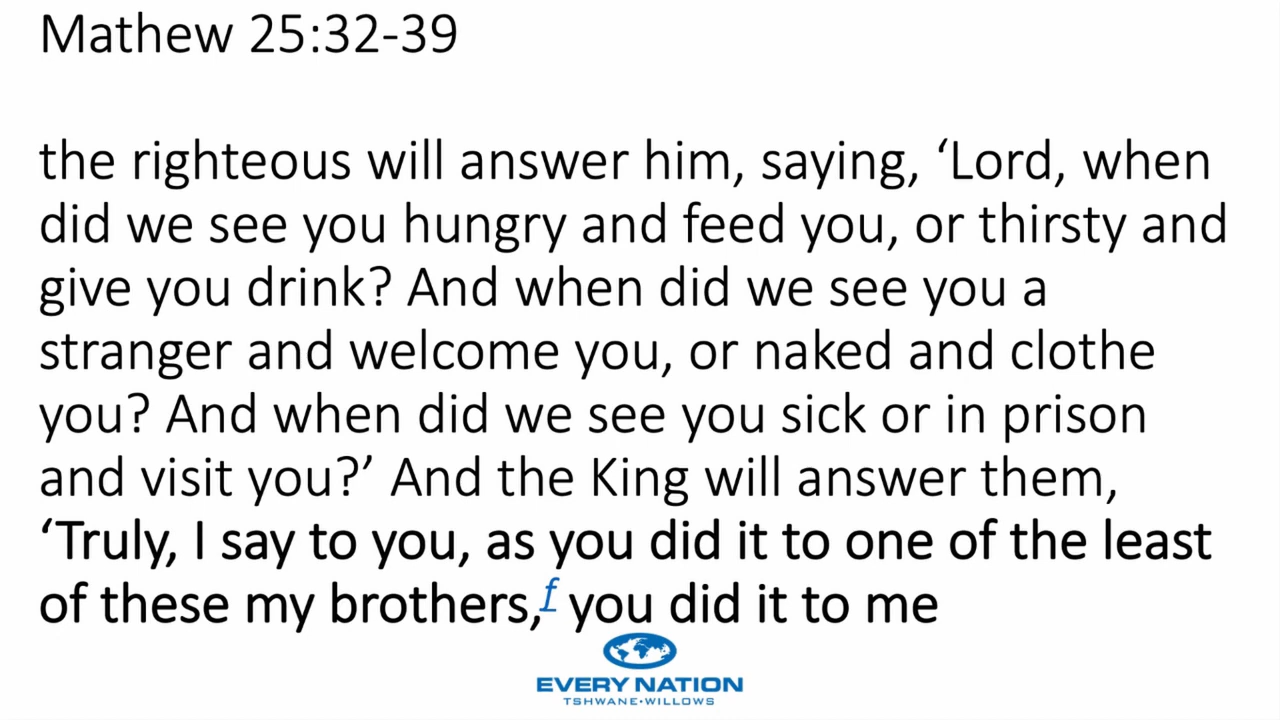 Mathew 25:32-39
the righteous will answer him, saying, ‘Lord, when
did we see you hungry and feed you, or thirsty and
give you drink? And when did we see you a
stranger and welcome you, or naked and clothe
you? And when did we see you sick or in prison
and visit you?’ And the King will answer them,
‘Truly, I say to you, as you did it to one of the least
of these my brothers,f you did it to me
EVERY NATION
TSHWANE•WILLOWS